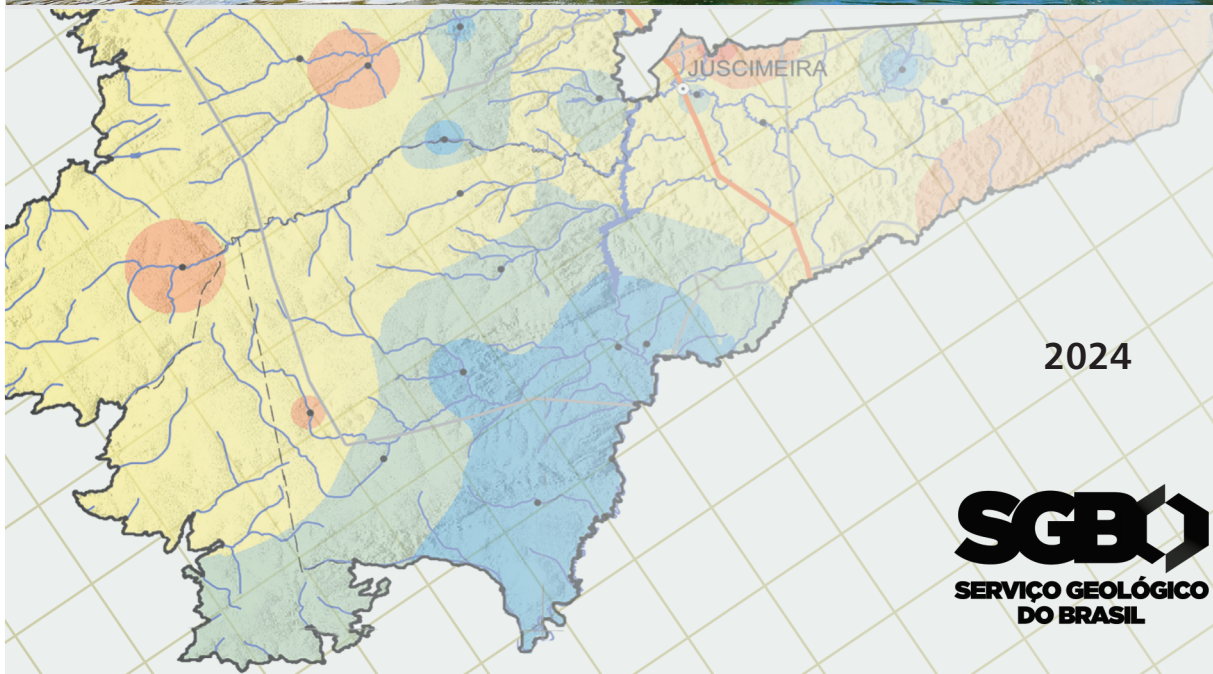 JUSCIMEIRA
2024
SGB
SERVIÇO GEOLÓGICO
DO BRASIL